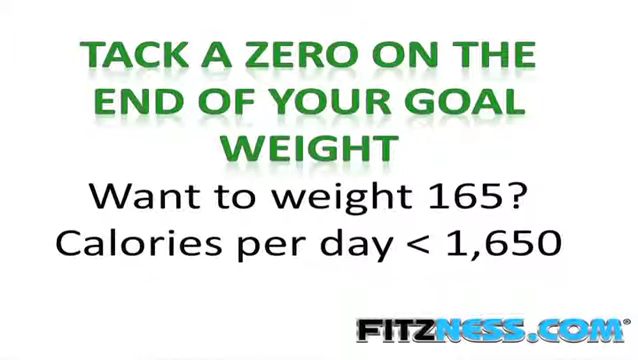 TACK A ZERO ON THE
END OF YOUR GOAL
WEIGHT
Want to weight 165?
Calories per day < 1,650
FITZNESS.COM®